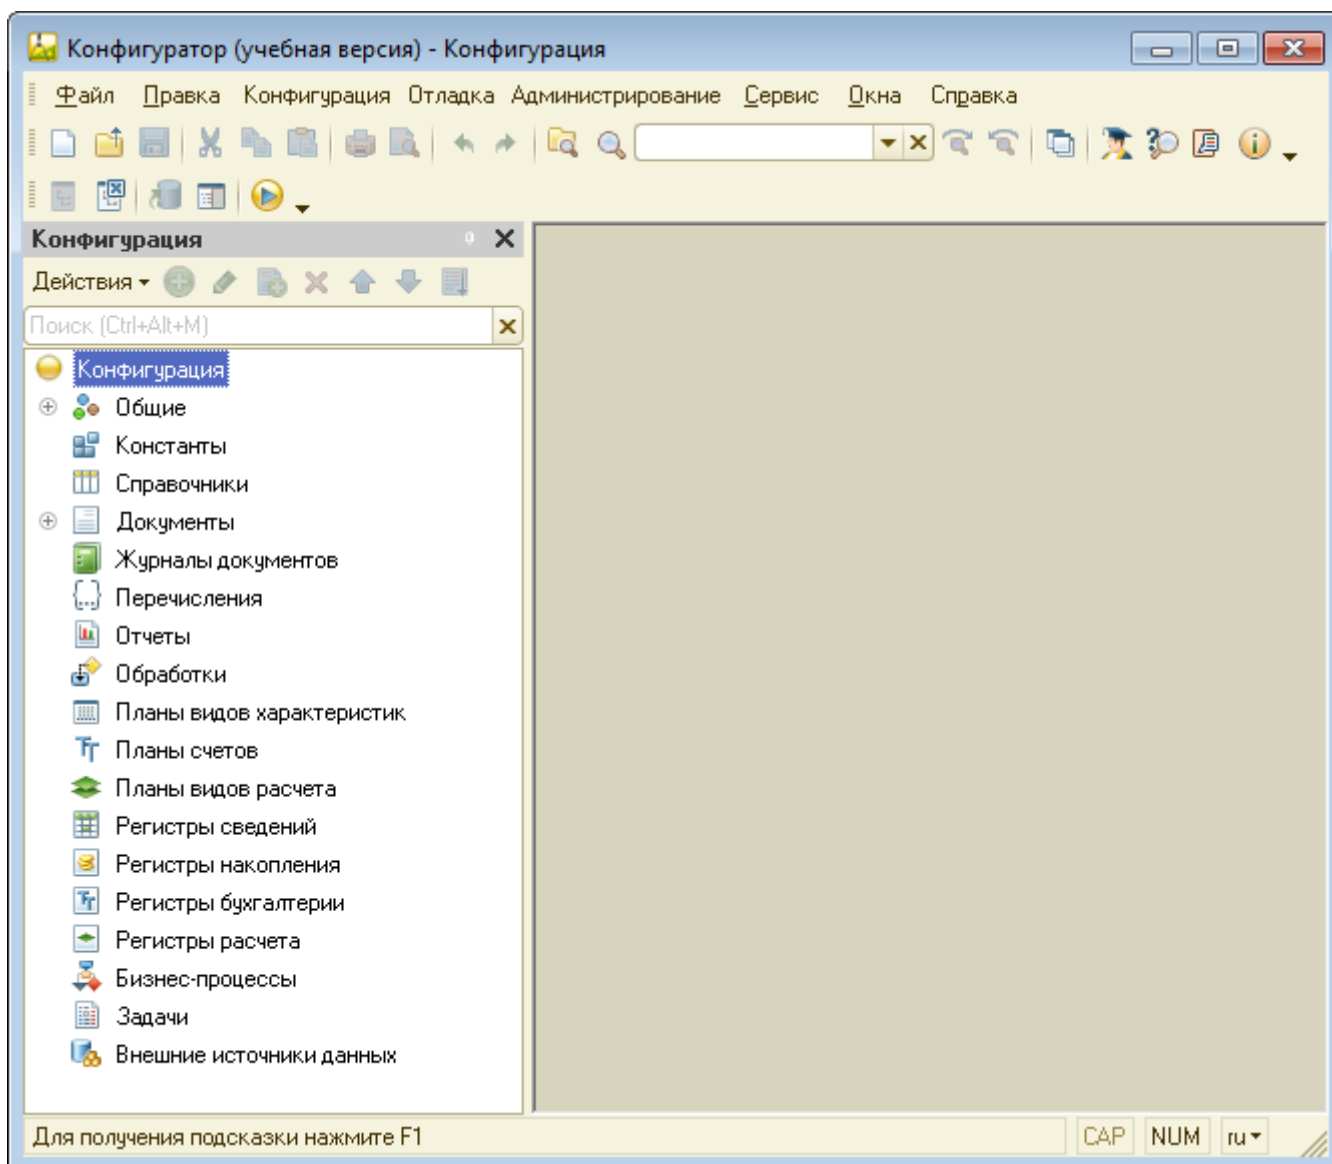 Конфигуратор (учебная версия) - Конфигурация
Файл Правка Конфигурация Отладка Администрирование Сервис Окна Справка
Конфигурация
Действия
Поиск (Ctrl+Alt+M)
Конфигурация
Общие
Константы
Справочники
Документы
Журналы документов
Перечисления
Отчеты
Обработки
Планы видов характеристик
Планы счетов
Планы видов расчета
Регистры сведений
Регистры накопления
Регистры бухгалтерии
Регистры расчета
Бизнес-процессы
Задачи
Внешние источники данных
Для получения подсказки нажмите F1 CAP NUM ru